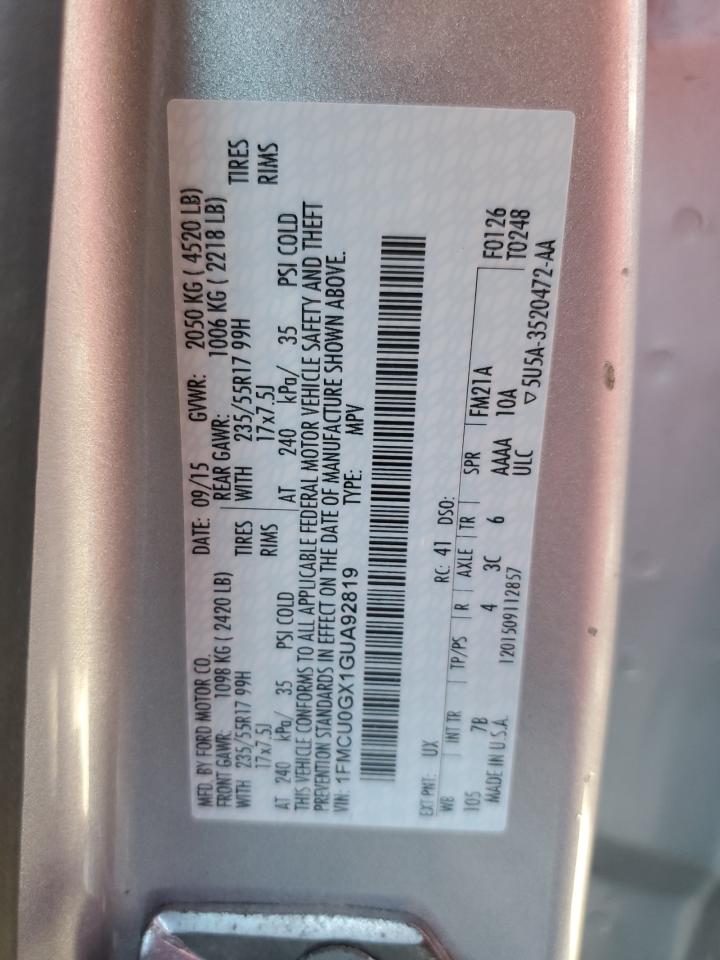 MFD. BY FORD MOTOR CO. DATE: 09/15 GVWR: 2050 KG ( 4520 LB)
FRONT GAWR: 1098 KG ( 2420 LB) REAR GAWR: 1006 KG ( 2218 LB)
WITH 235/55R17 99H TIRES WITH 235/55R17 99H TIRES
17x7.5J RIMS 17x7.5J RIMS
AT 240 kPa/ 35 PSI COLD AT 240 kPa/ 35 PSI COLD
THIS VEHICLE CONFORMS TO ALL APPLICABLE FEDERAL MOTOR VEHICLE SAFETY AND THEFT
PREVENTION STANDARDS IN EFFECT ON THE DATE OF MANUFACTURE SHOWN ABOVE.
VIN: 1FMCU0GX1GUA92819 TYPE: MPV
EXT PNT: UX RC: 41 DSO: F0126
WB INT TR TP/PS R AXLE TR SPR FM21A T0248
105 7B 4 3C 6 AAAA 10A
MADE IN U.S.A. 1201509112857 ULC ▽5U5A-3520472-AA